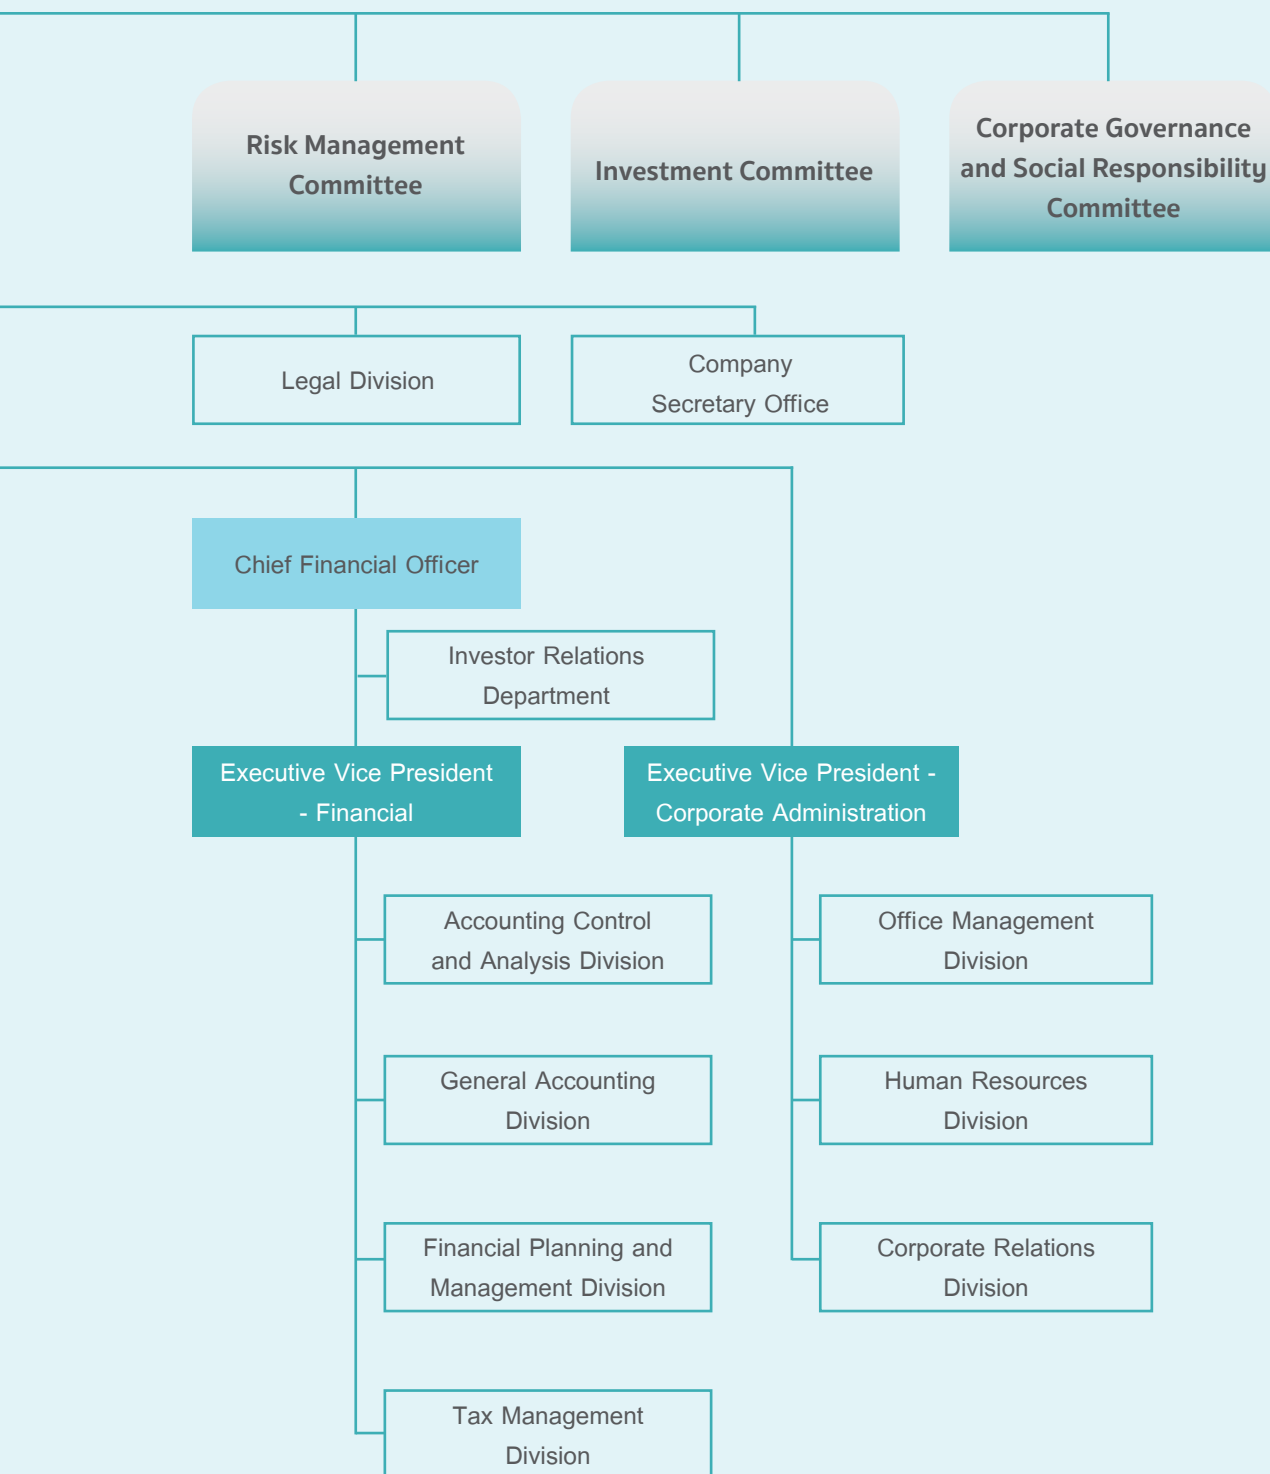 Risk Management
Committee
Investment Committee
Corporate Governance
and Social Responsibility
Committee
Legal Division
Company
Secretary Office
Chief Financial Officer
Investor Relations
Department
Executive Vice President
- Financial
Executive Vice President -
Corporate Administration
Accounting Control
and Analysis Division
Office Management
Division
General Accounting
Division
Human Resources
Division
Financial Planning and
Management Division
Corporate Relations
Division
Tax Management
Division